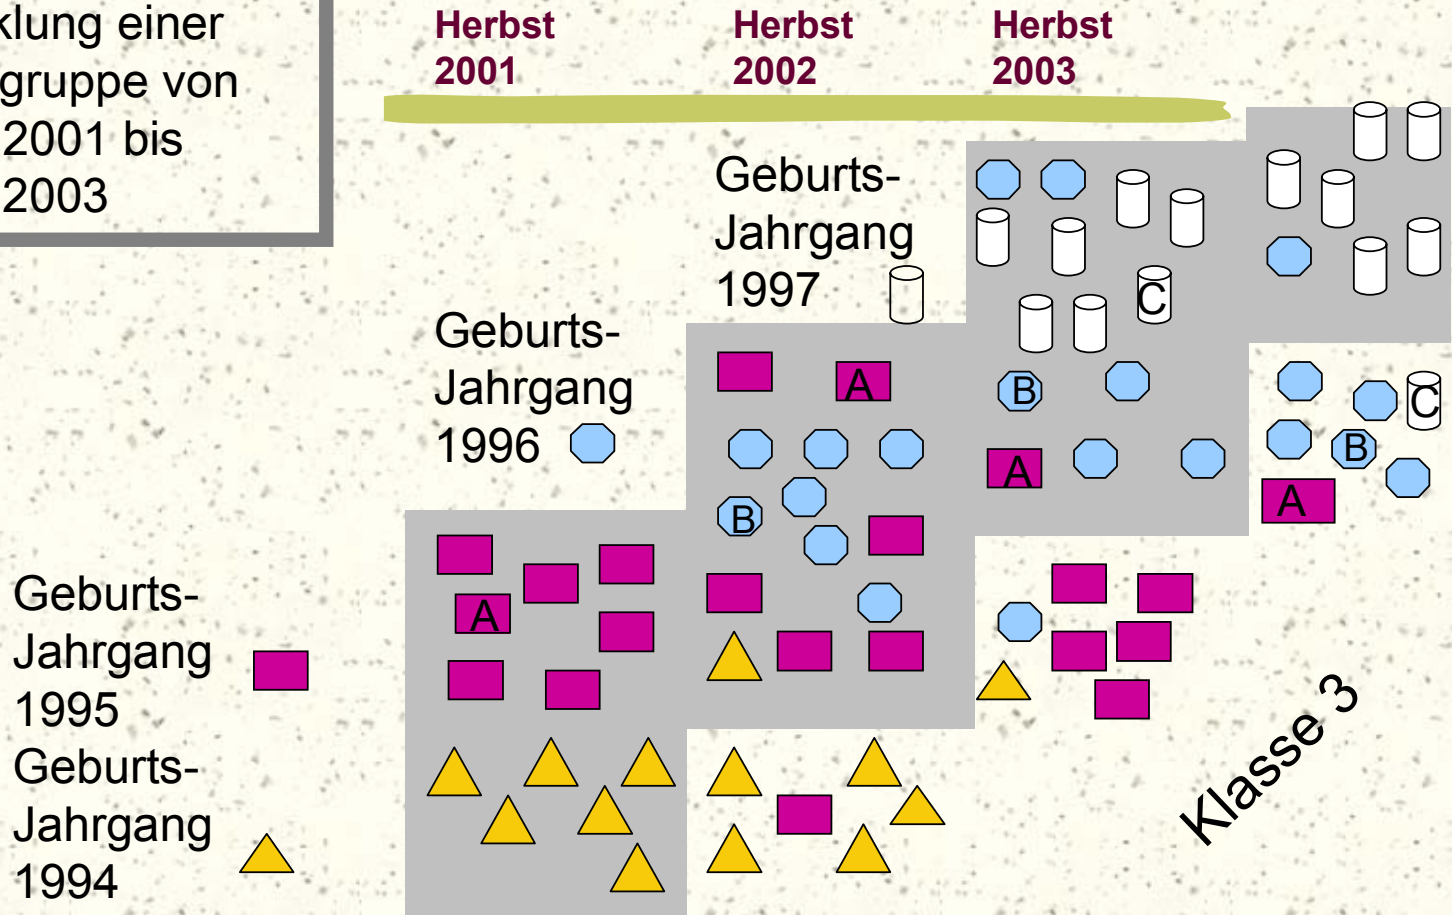 klung einer
gruppe von
2001 bis
2003
Herbst
2001
Herbst
2002
Herbst
2003
Geburts-
Jahrgang
1997
C
Geburts-
Jahrgang
1996
A
B
C
B
A
B
A
A
Geburts-
Jahrgang
1995
A
Klasse 3
Geburts-
Jahrgang
1994